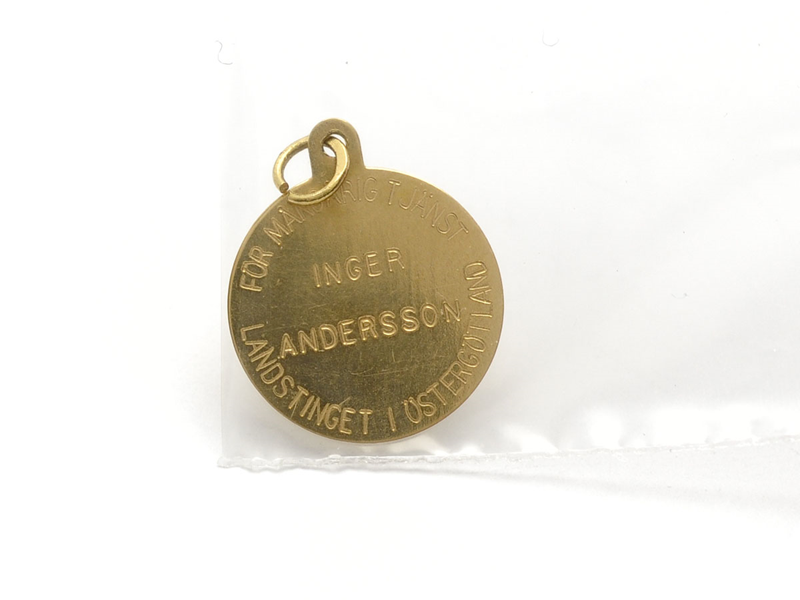 FÖR MÅNGÅRIG TJÄNST
INGER
ANDERSSON
LANDSTINGET I ÖSTERGÖTLAND